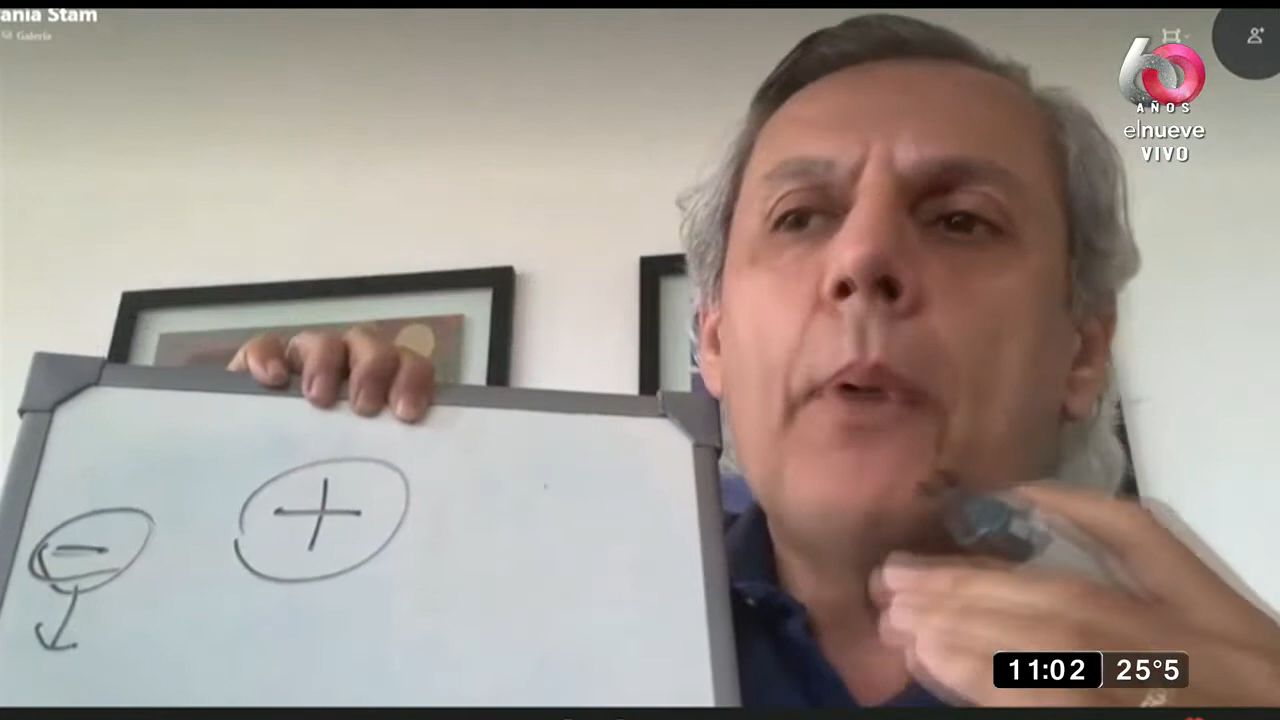 ania Stam
Galería
60
AÑOS
elnueve
VIVO
+
−
11:02 25°5